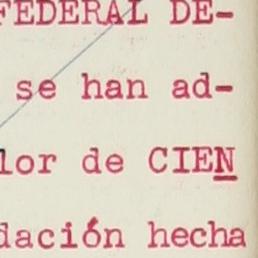 FEDERAL DE-
se han ad-
lor de CIEN
dación hecha